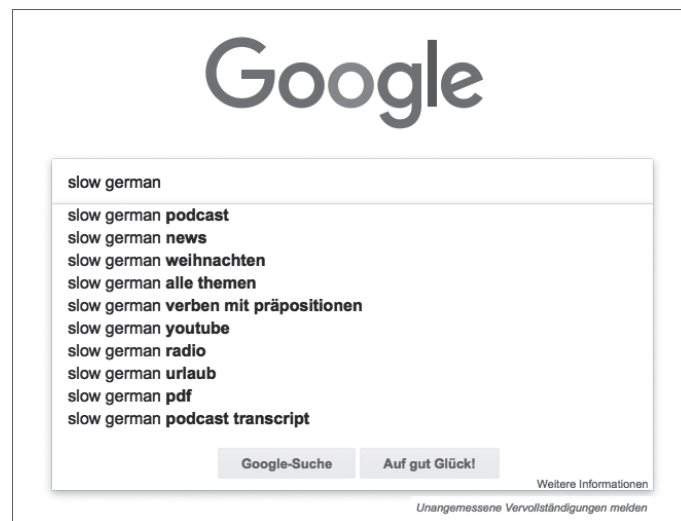 Google
slow german
slow german podcast
slow german news
slow german weihnachten
slow german alle themen
slow german verben mit präpositionen
slow german youtube
slow german radio
slow german urlaub
slow german pdf
slow german podcast transcript
Google-Suche Auf gut Glück!
Weitere Informationen
Unangemessene Vervollständigungen melden